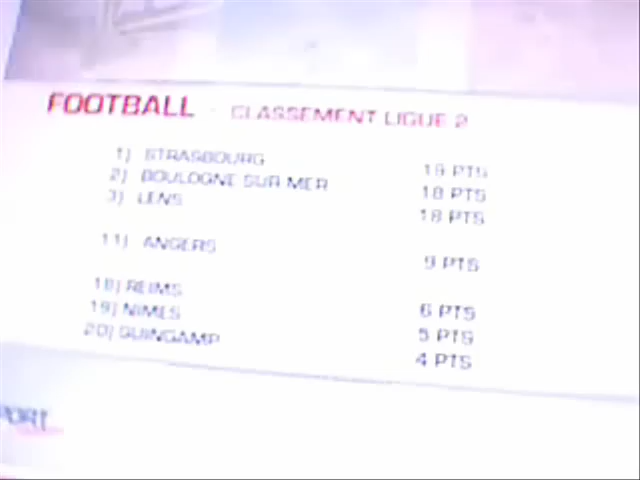 FOOTBALL - CLASSEMENT LIGUE 2
1) STRASBOURG 19 PTS
2) BOULOGNE SUR MER 18 PTS
3) LENS 18 PTS
11) ANGERS 9 PTS
18) REIMS 6 PTS
19) NIMES 5 PTS
20) GUINGAMP 4 PTS
PORT